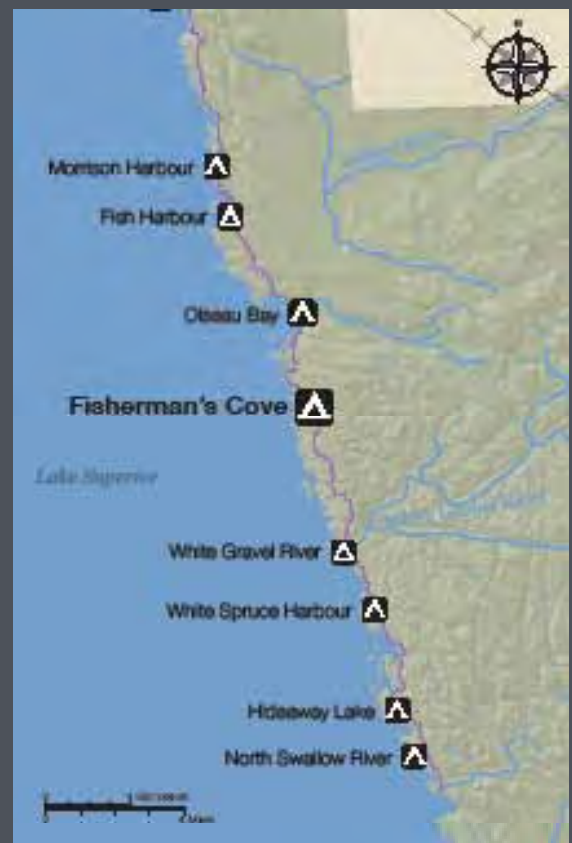 Morrison Harbour
Fish Harbour
Oiseau Bay
Fisherman's Cove
Lake Superior
White Gravel River
White Spruce Harbour
Hideaway Lake
North Swallow River